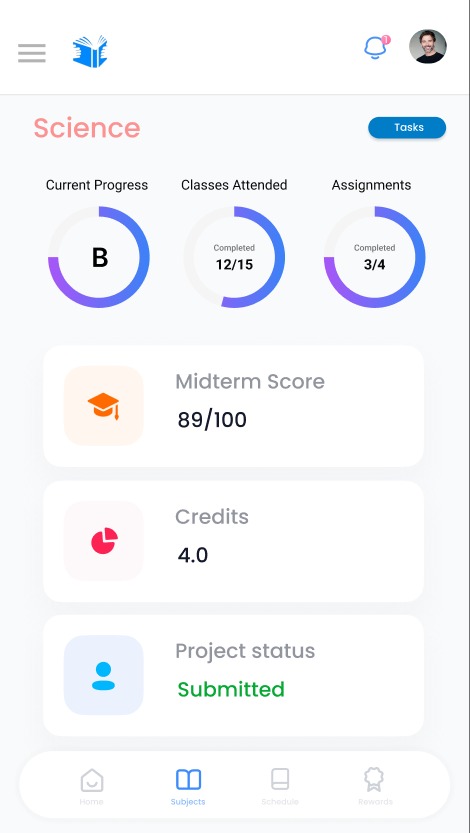 1
Science
Tasks
Current Progress
Classes Attended
Assignments
B
Completed
12/15
Completed
3/4
Midterm Score
89/100
Credits
4.0
Project status
Submitted
Home
Subjects
Schedule
Rewards